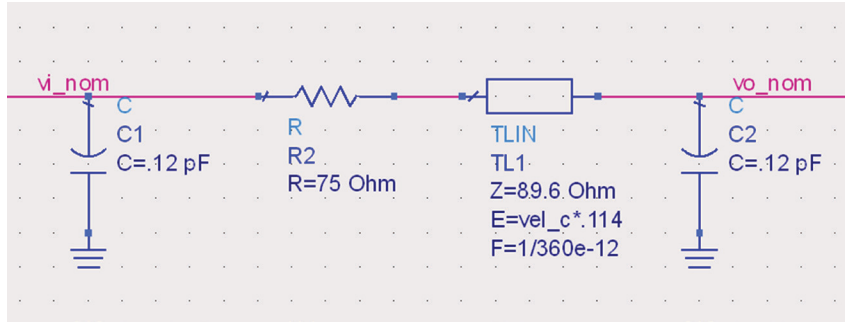 vi_nom
C
C1
C=.12 pF
R
R2
R=75 Ohm
TLIN
TL1
Z=89.6 Ohm
E=vel_c*.114
F=1/360e-12
vo_nom
C
C2
C=.12 pF